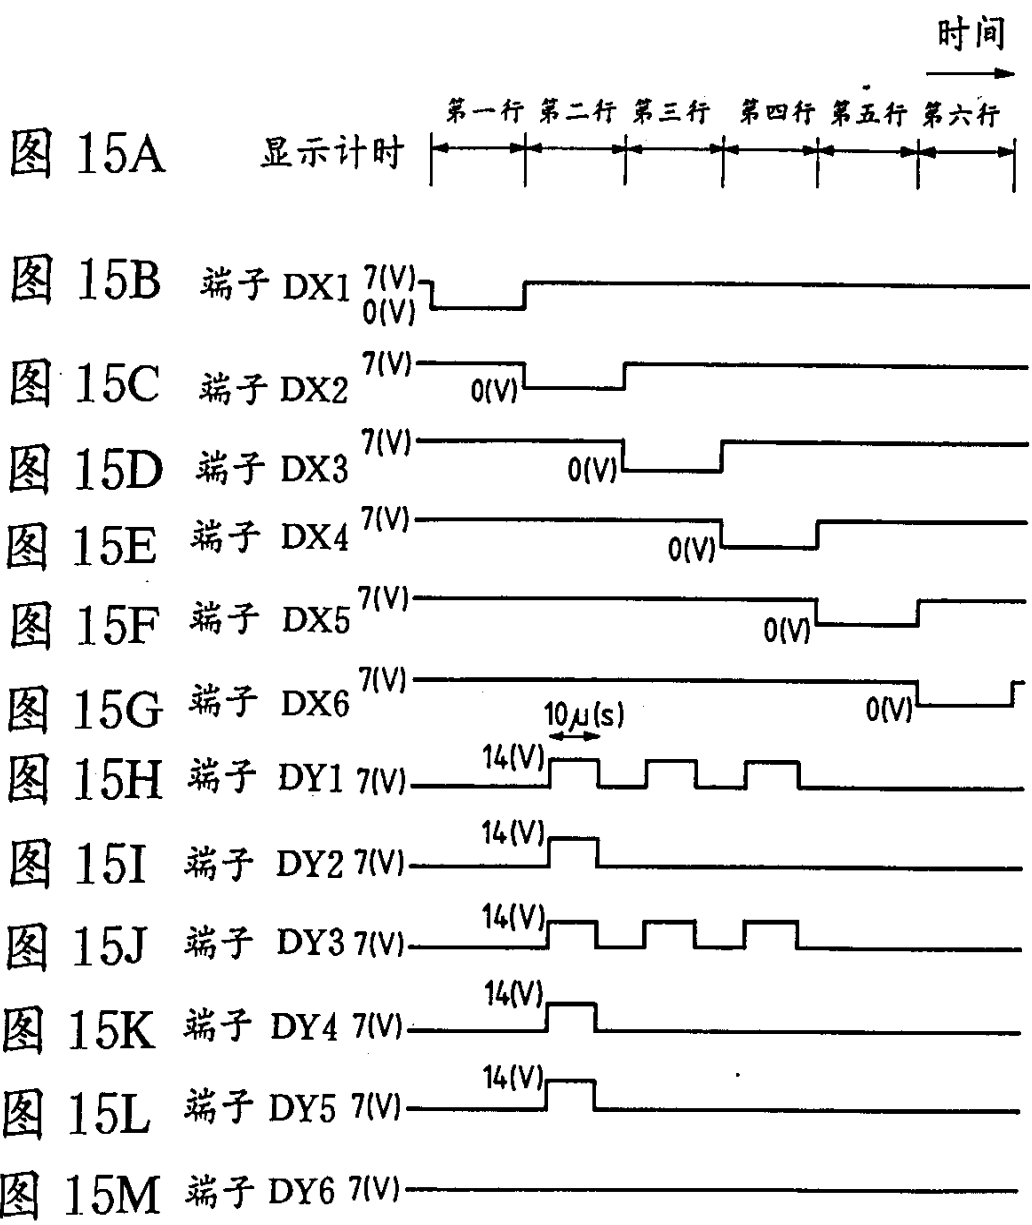 时间
第一行 第二行 第三行 第四行 第五行 第六行
图 15A 显示计时
图 15B 端子 DX1 7(V)
0(V)
图 15C 端子 DX2 7(V)
0(V)
图 15D 端子 DX3 7(V)
0(V)
图 15E 端子 DX4 7(V)
0(V)
图 15F 端子 DX5 7(V)
0(V)
图 15G 端子 DX6 7(V)
0(V)
10μ(s)
14(V)
图 15H 端子 DY1 7(V)
14(V)
图 15I 端子 DY2 7(V)
14(V)
图 15J 端子 DY3 7(V)
14(V)
图 15K 端子 DY4 7(V)
14(V)
图 15L 端子 DY5 7(V)
图 15M 端子 DY6 7(V)